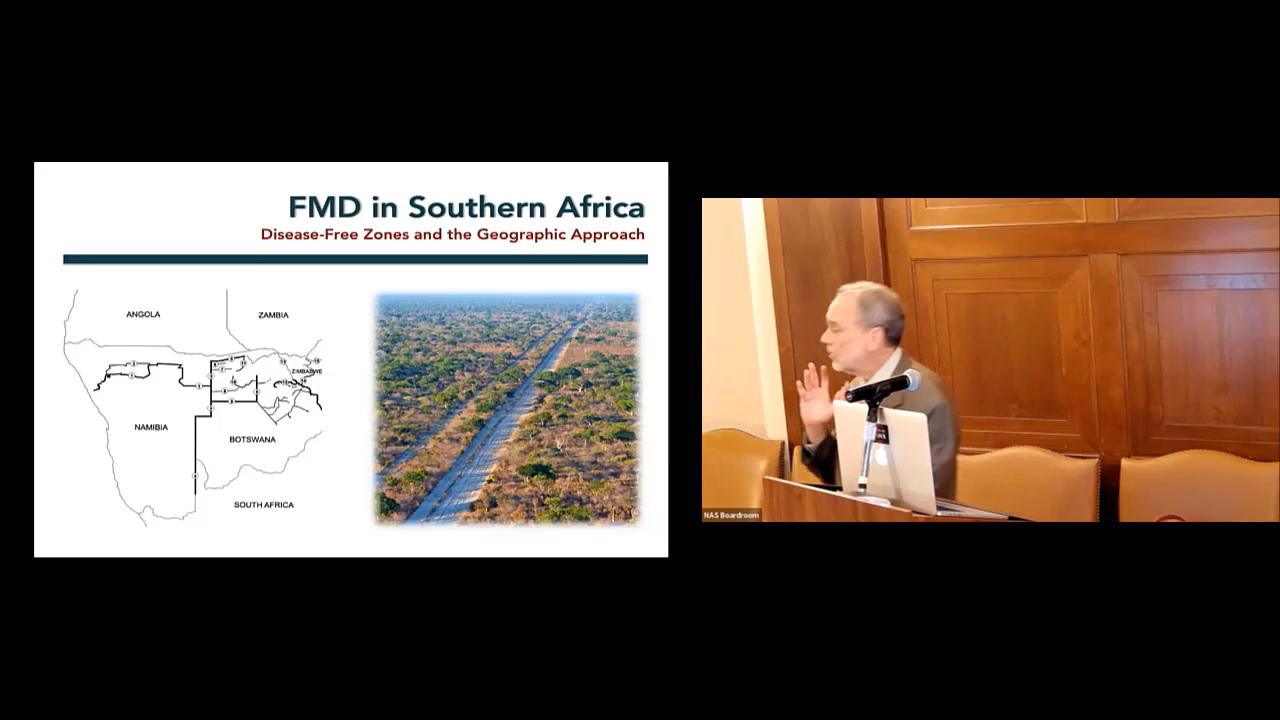 FMD in Southern Africa
Disease-Free Zones and the Geographic Approach
ANGOLA
ZAMBIA
ZIMBABWE
NAMIBIA
BOTSWANA
SOUTH AFRICA
NAS Boardroom